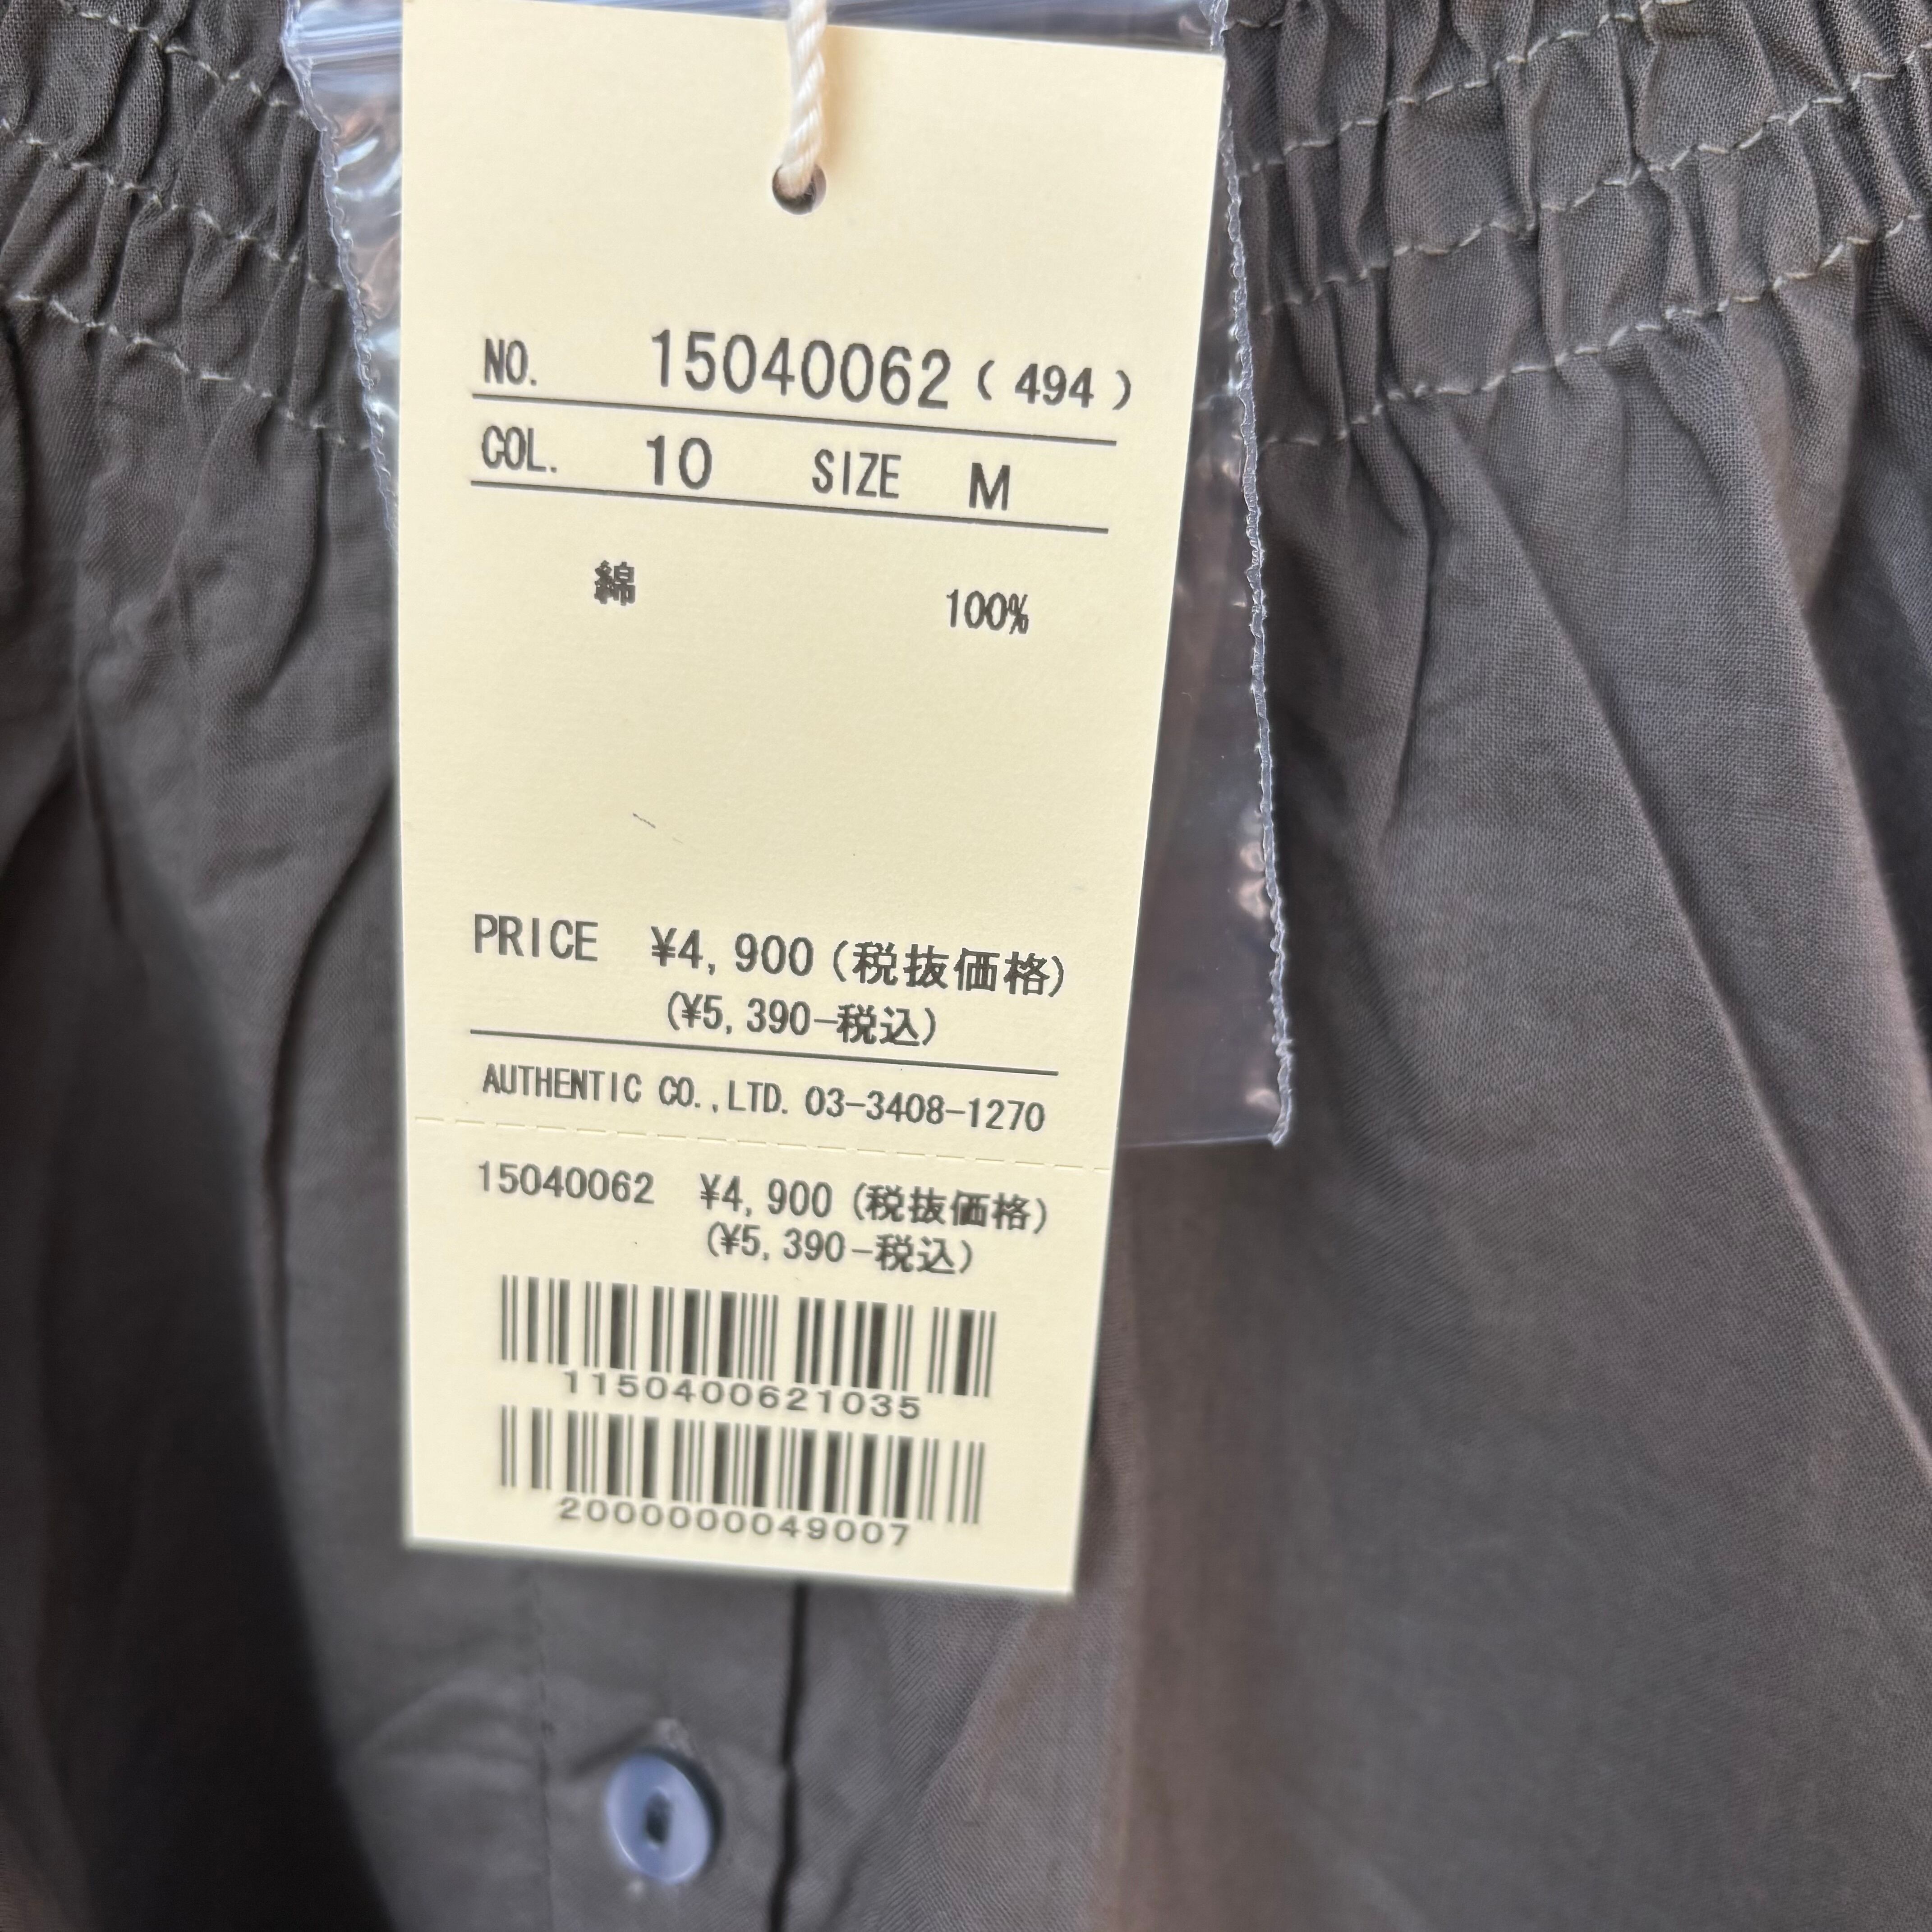 NO. 15040062 ( 494 )
COL. 10 SIZE M
綿 100%
PRICE ¥4,900 (税抜価格)
(¥5,390-税込)
AUTHENTIC CO.,LTD. 03-3408-1270
15040062 ¥4,900 (税抜価格)
(¥5,390-税込)
1150400621035
2000000049007